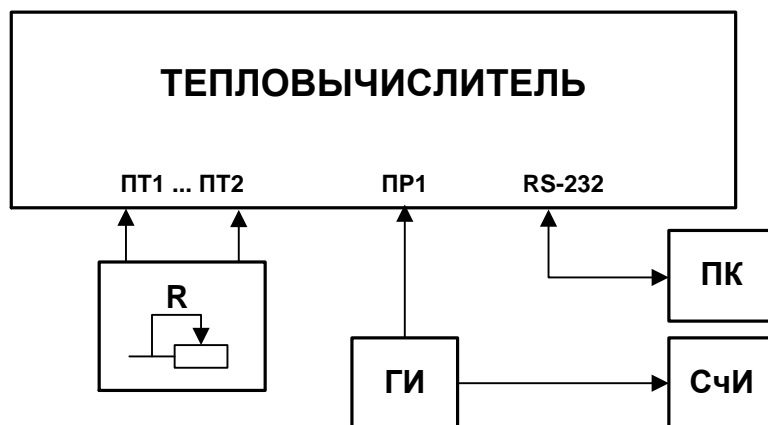 ТЕПЛОВЫЧИСЛИТЕЛЬ
ПТ1 ... ПТ2 ПР1 RS-232
R
ПК
ГИ СчИ